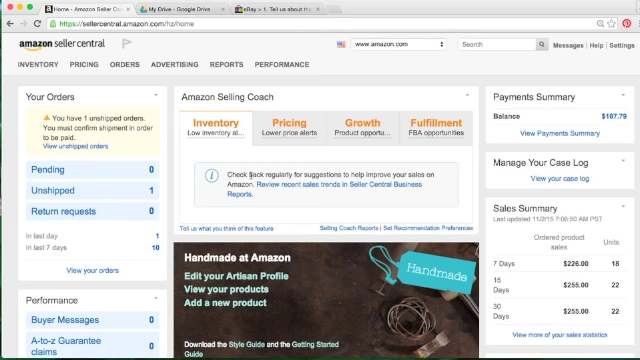 Home - Amazon Seller Cen
My Drive - Google Drive
eBay > 1. Tell us about the
https://sellercentral.amazon.com/hz/home
amazon seller central
www.amazon.com
Search
Messages | Help | Settings
INVENTORY PRICING ORDERS ADVERTISING REPORTS PERFORMANCE
Your Orders
You have 1 unshipped orders.
You must confirm shipment in order
to be paid.
View unshipped orders
Pending 0
Unshipped 1
Return requests 0
In last day 1
In last 7 days 10
View your orders
Performance
Buyer Messages 0
A-to-z Guarantee
claims 0
Amazon Selling Coach
Inventory
Low inventory al...
Pricing
Lower price alerts
Growth
Product opportu...
Fulfillment
FBA opportunities
Check back regularly for suggestions to help improve your sales on
Amazon. Review recent sales trends in Seller Central Business
Reports.
Tell us what you think of this feature
Selling Coach Reports | Set Recommendation Preferences
Handmade at Amazon
Edit your Artisan Profile
View your products
Add a new product
Download the Style Guide and the Getting Started
Guide
Handmade
Payments Summary
Balance $187.79
View Payments Summary
Manage Your Case Log
View your case log
Sales Summary
Last updated 11/2/15 7:06:50 AM PST
Ordered product
sales
Units
7 Days $226.00 18
15
Days
$255.00 22
30
Days
$255.00 22
View more of your sales statistics